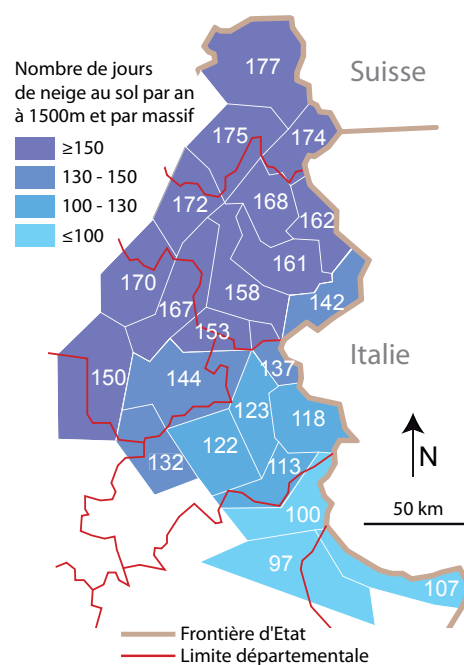 Nombre de jours
de neige au sol par an
à 1500m et par massif
≥150
130 - 150
100 - 130
≤100
Suisse
Italie
177
175
174
172
168
162
170
161
167
158
142
153
150
144
137
123
118
132
122
113
100
97
107
N
50 km
Frontière d'Etat
Limite départementale